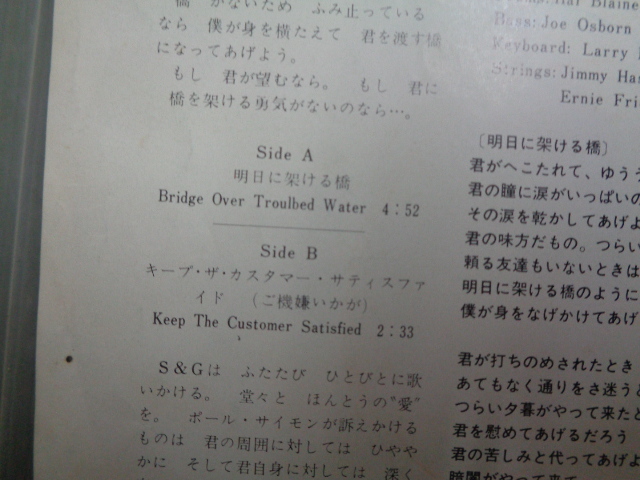 橋 がないため ふみ止っている
なら 僕が身を横たえて 君を渡す橋
になってあげよう。
もし 君が望むなら。 もし 君に
橋を架ける勇気がないのなら…。
Side A
明日に架ける橋
Bridge Over Troulbed Water 4:52
Side B
キープ・ザ・カスタマー・サティスファ
イド (ご機嫌いかが)
Keep The Customer Satisfied 2:33
S&Gは ふたたび ひとびとに歌
いかける。 堂々と ほんとうの"愛"
を。 ポール・サイモンが訴えかける
ものは 君の周囲に対しては ひやや
かに そして君自身に対しては 深く
Hal Blaine
Bass: Joe Osborn
Keyboard: Larry
Strings: Jimmy Has
Ernie Fri
〔明日に架ける橋〕
君がへこたれて、ゆうう
君の瞳に涙がいっぱいの
その涙を乾かしてあげよ
君の味方だもの。つらい
頼る友達もいないときは
明日に架ける橋のように
僕が身をなげかけてあげ
君が打ちのめされたとき
あてもなく通りをさ迷うと
つらい夕暮がやって来たと
君を慰めてあげるだろう
君の苦しみと代ってあげよ
暗闇がやって来て